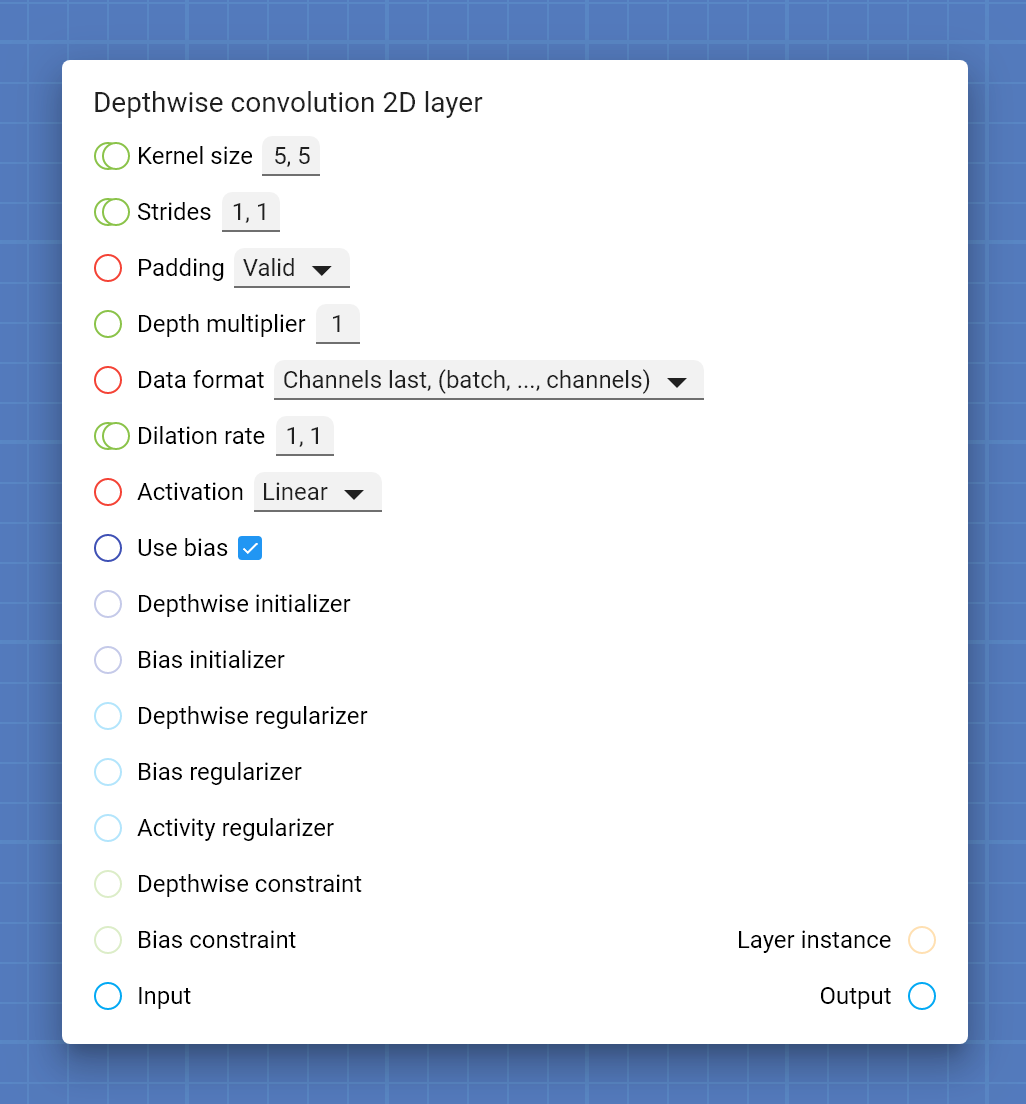 Depthwise convolution 2D layer
Kernel size 5, 5
Strides 1, 1
Padding Valid
Depth multiplier 1
Data format Channels last, (batch, ..., channels)
Dilation rate 1, 1
Activation Linear
Use bias
Depthwise initializer
Bias initializer
Depthwise regularizer
Bias regularizer
Activity regularizer
Depthwise constraint
Bias constraint Layer instance
Input Output